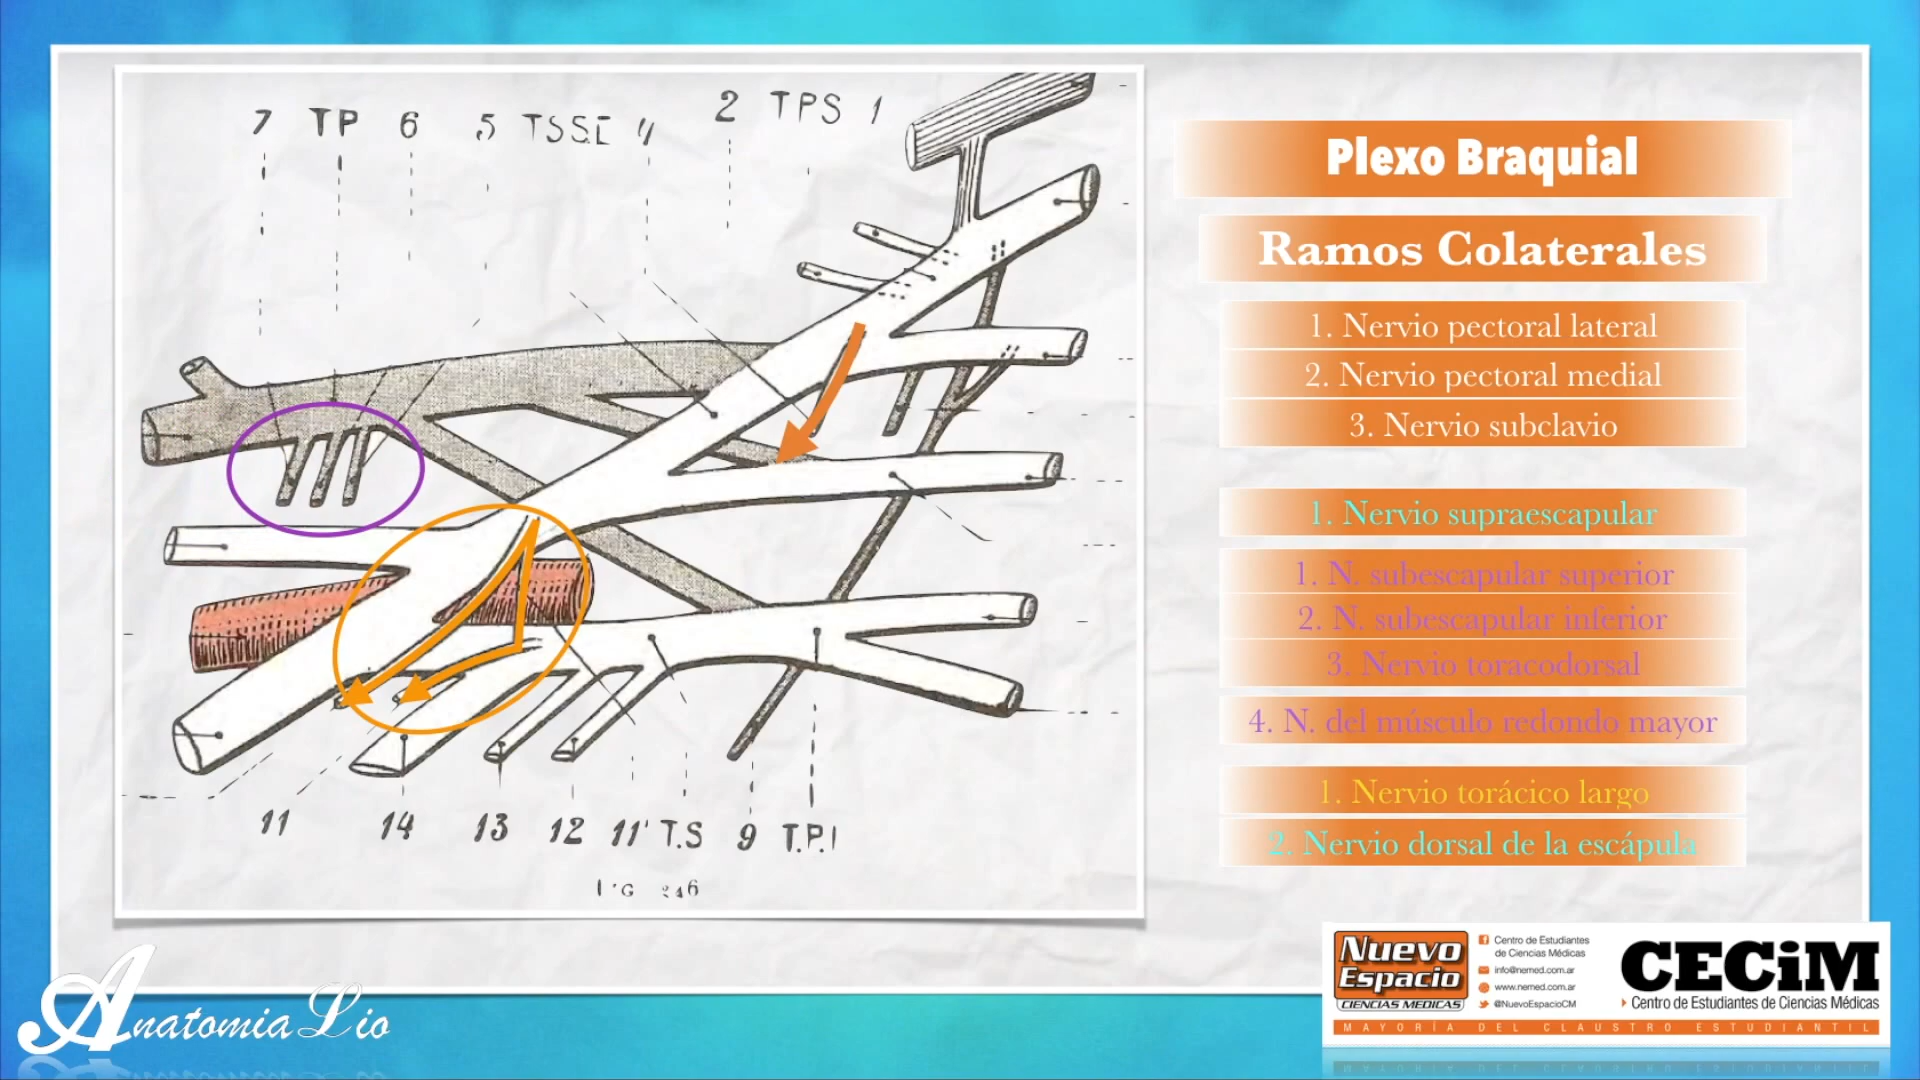 7 TP 6 5 TSSE 4 2 TPS 1
11 14 13 12 11' T.S 9 T.P.I
Plexo Braquial
Ramos Colaterales
1. Nervio pectoral lateral
2. Nervio pectoral medial
3. Nervio subclavio
1. Nervio supraescapular
1. N. subescapular superior
2. N. subescapular inferior
3. Nervio toracodorsal
4. N. del músculo redondo mayor
1. Nervio torácico largo
2. Nervio dorsal de la escápula
Anatomia Lio
Nuevo
Espacio
CIENCIAS MEDICAS
Centro de Estudiantes
de Ciencias Médicas
info@nemed.com.ar
www.nemed.com.ar
@NuevoEspacioCM
CECiM
Centro de Estudiantes de Ciencias Médicas
MAYORÍA DEL CLAUSTRO ESTUDIANTIL